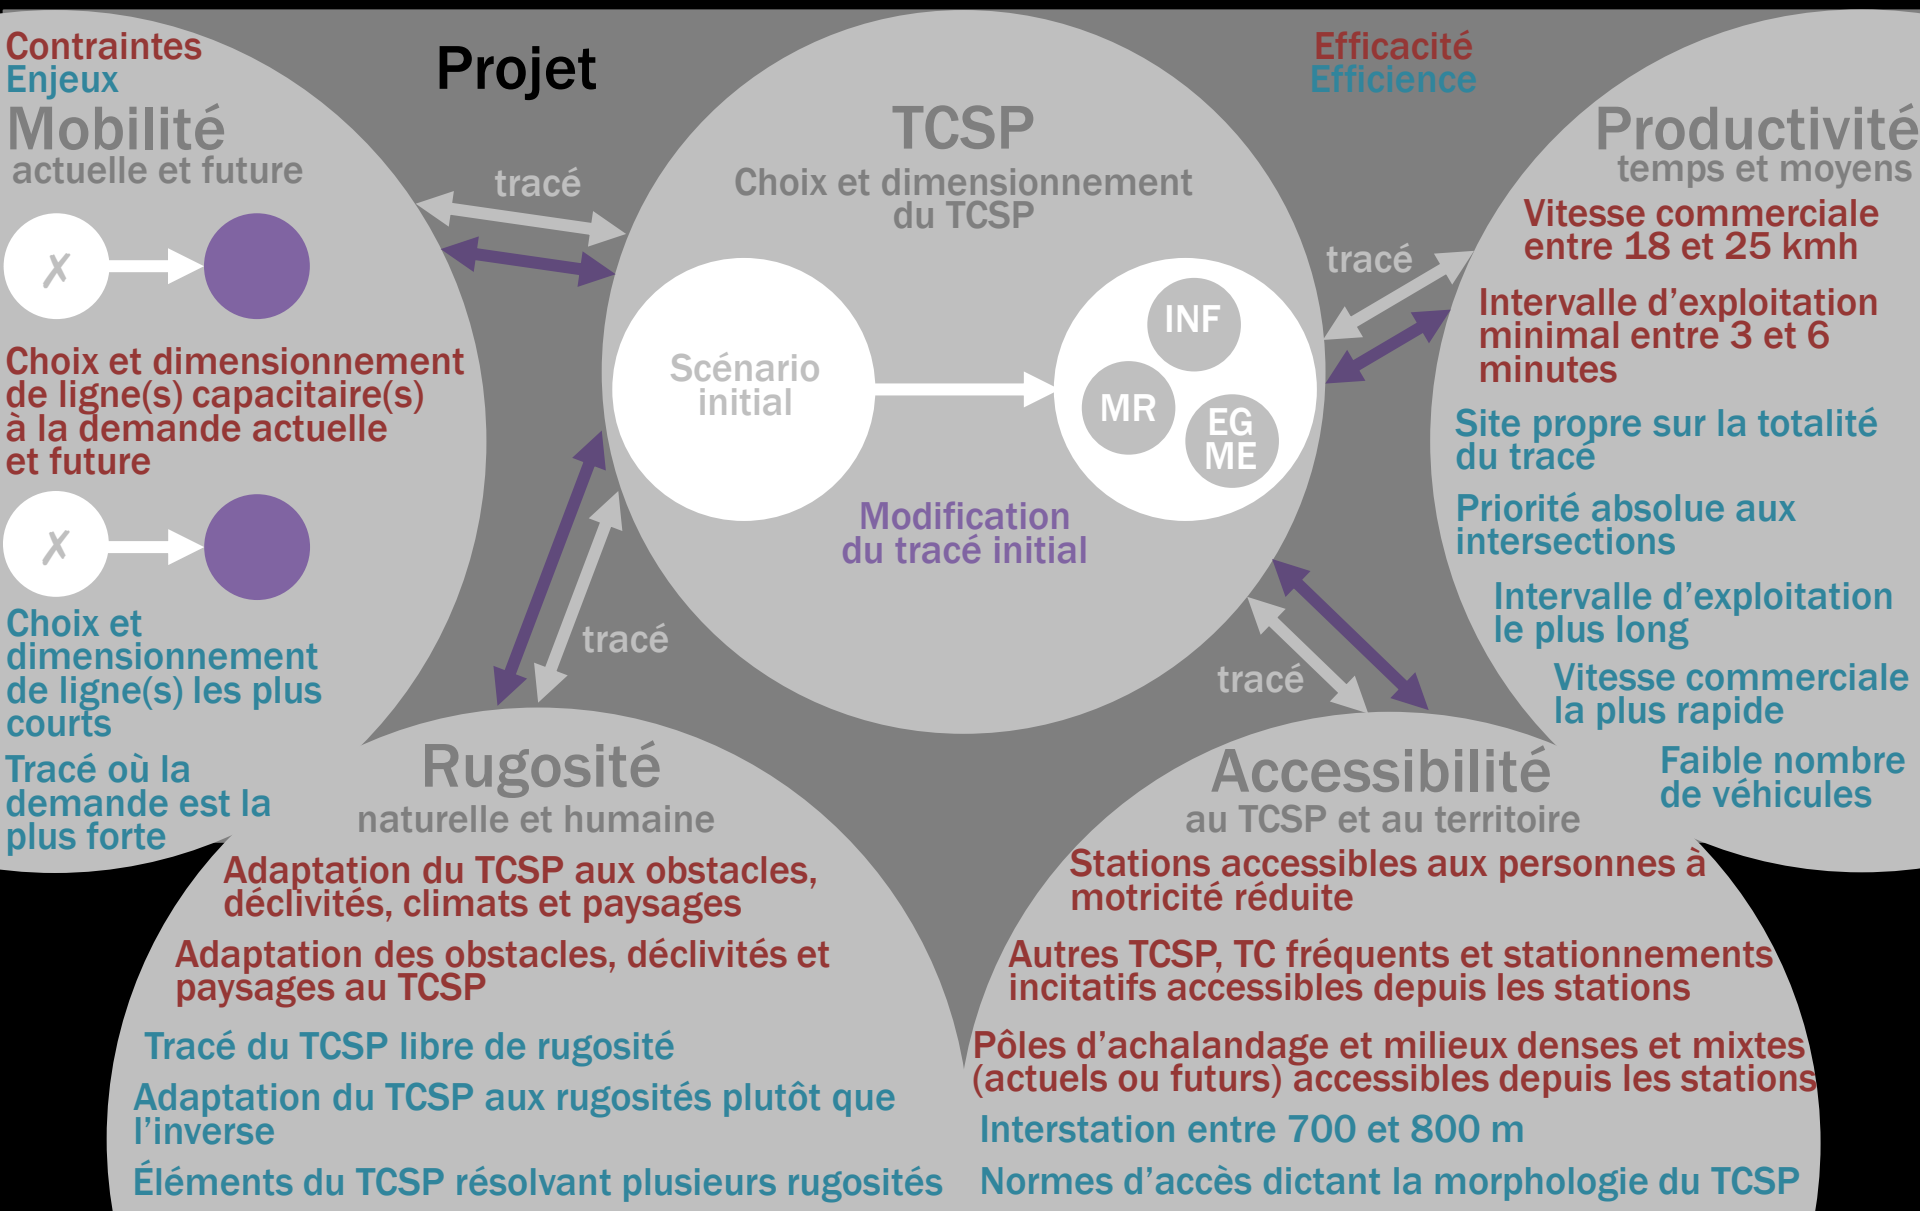 Contraintes
Enjeux
Mobilité
actuelle et future
✗
Choix et dimensionnement
de ligne(s) capacitaire(s)
à la demande actuelle
et future
✗
Choix et
dimensionnement
de ligne(s) les plus
courts
Tracé où la
demande est la
plus forte
Projet
tracé
tracé
TCSP
Choix et dimensionnement
du TCSP
Scénario
initial
INF
MR
EG
ME
Modification
du tracé initial
Efficacité
Efficience
tracé
tracé
Productivité
temps et moyens
Vitesse commerciale
entre 18 et 25 kmh
Intervalle d’exploitation
minimal entre 3 et 6
minutes
Site propre sur la totalité
du tracé
Priorité absolue aux
intersections
Intervalle d’exploitation
le plus long
Vitesse commerciale
la plus rapide
Faible nombre
de véhicules
Rugosité
naturelle et humaine
Adaptation du TCSP aux obstacles,
déclivités, climats et paysages
Adaptation des obstacles, déclivités et
paysages au TCSP
Tracé du TCSP libre de rugosité
Adaptation du TCSP aux rugosités plutôt que
l’inverse
Éléments du TCSP résolvant plusieurs rugosités
Accessibilité
au TCSP et au territoire
Stations accessibles aux personnes à
motricité réduite
Autres TCSP, TC fréquents et stationnements
incitatifs accessibles depuis les stations
Pôles d’achalandage et milieux denses et mixtes
(actuels ou futurs) accessibles depuis les stations
Interstation entre 700 et 800 m
Normes d’accès dictant la morphologie du TCSP